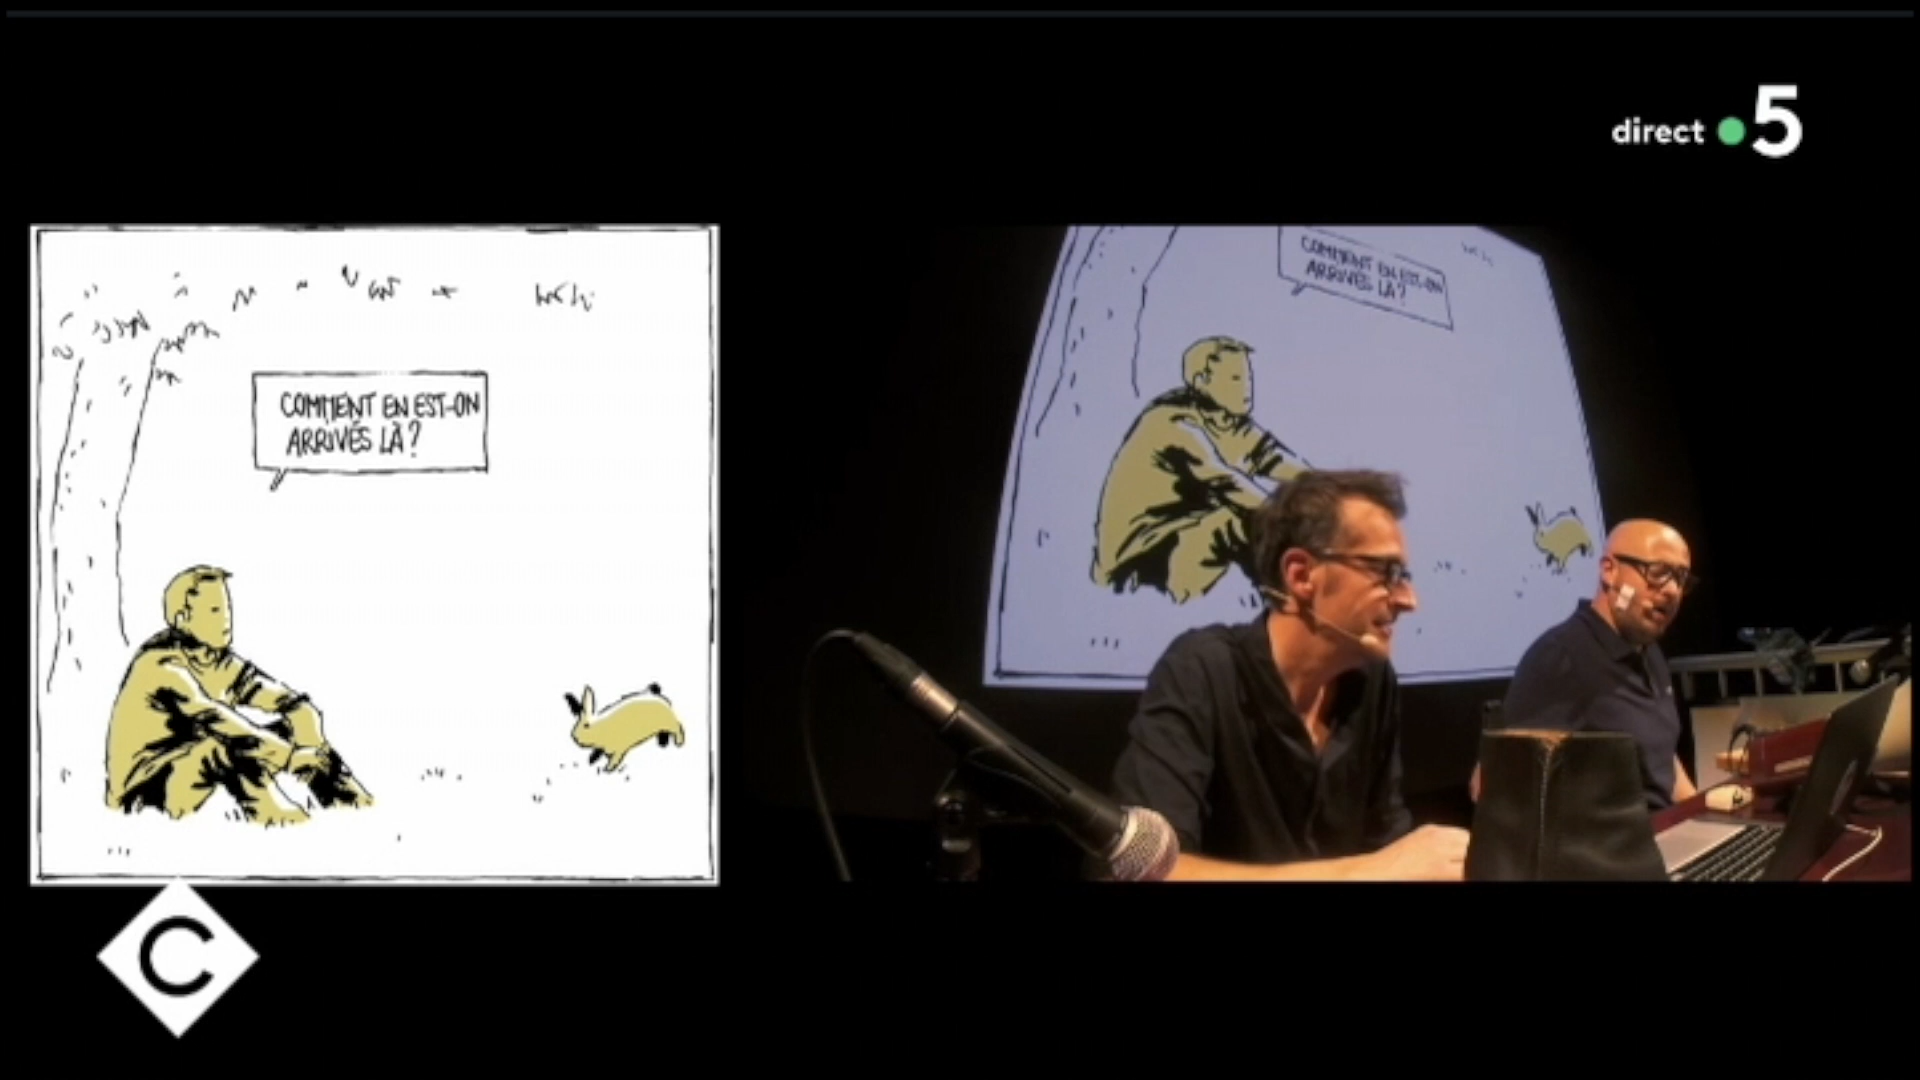 direct 5
COMMENT EN EST-ON
ARRIVÉS LÀ?
COMMENT EN EST-ON
ARRIVÉS LÀ?
C